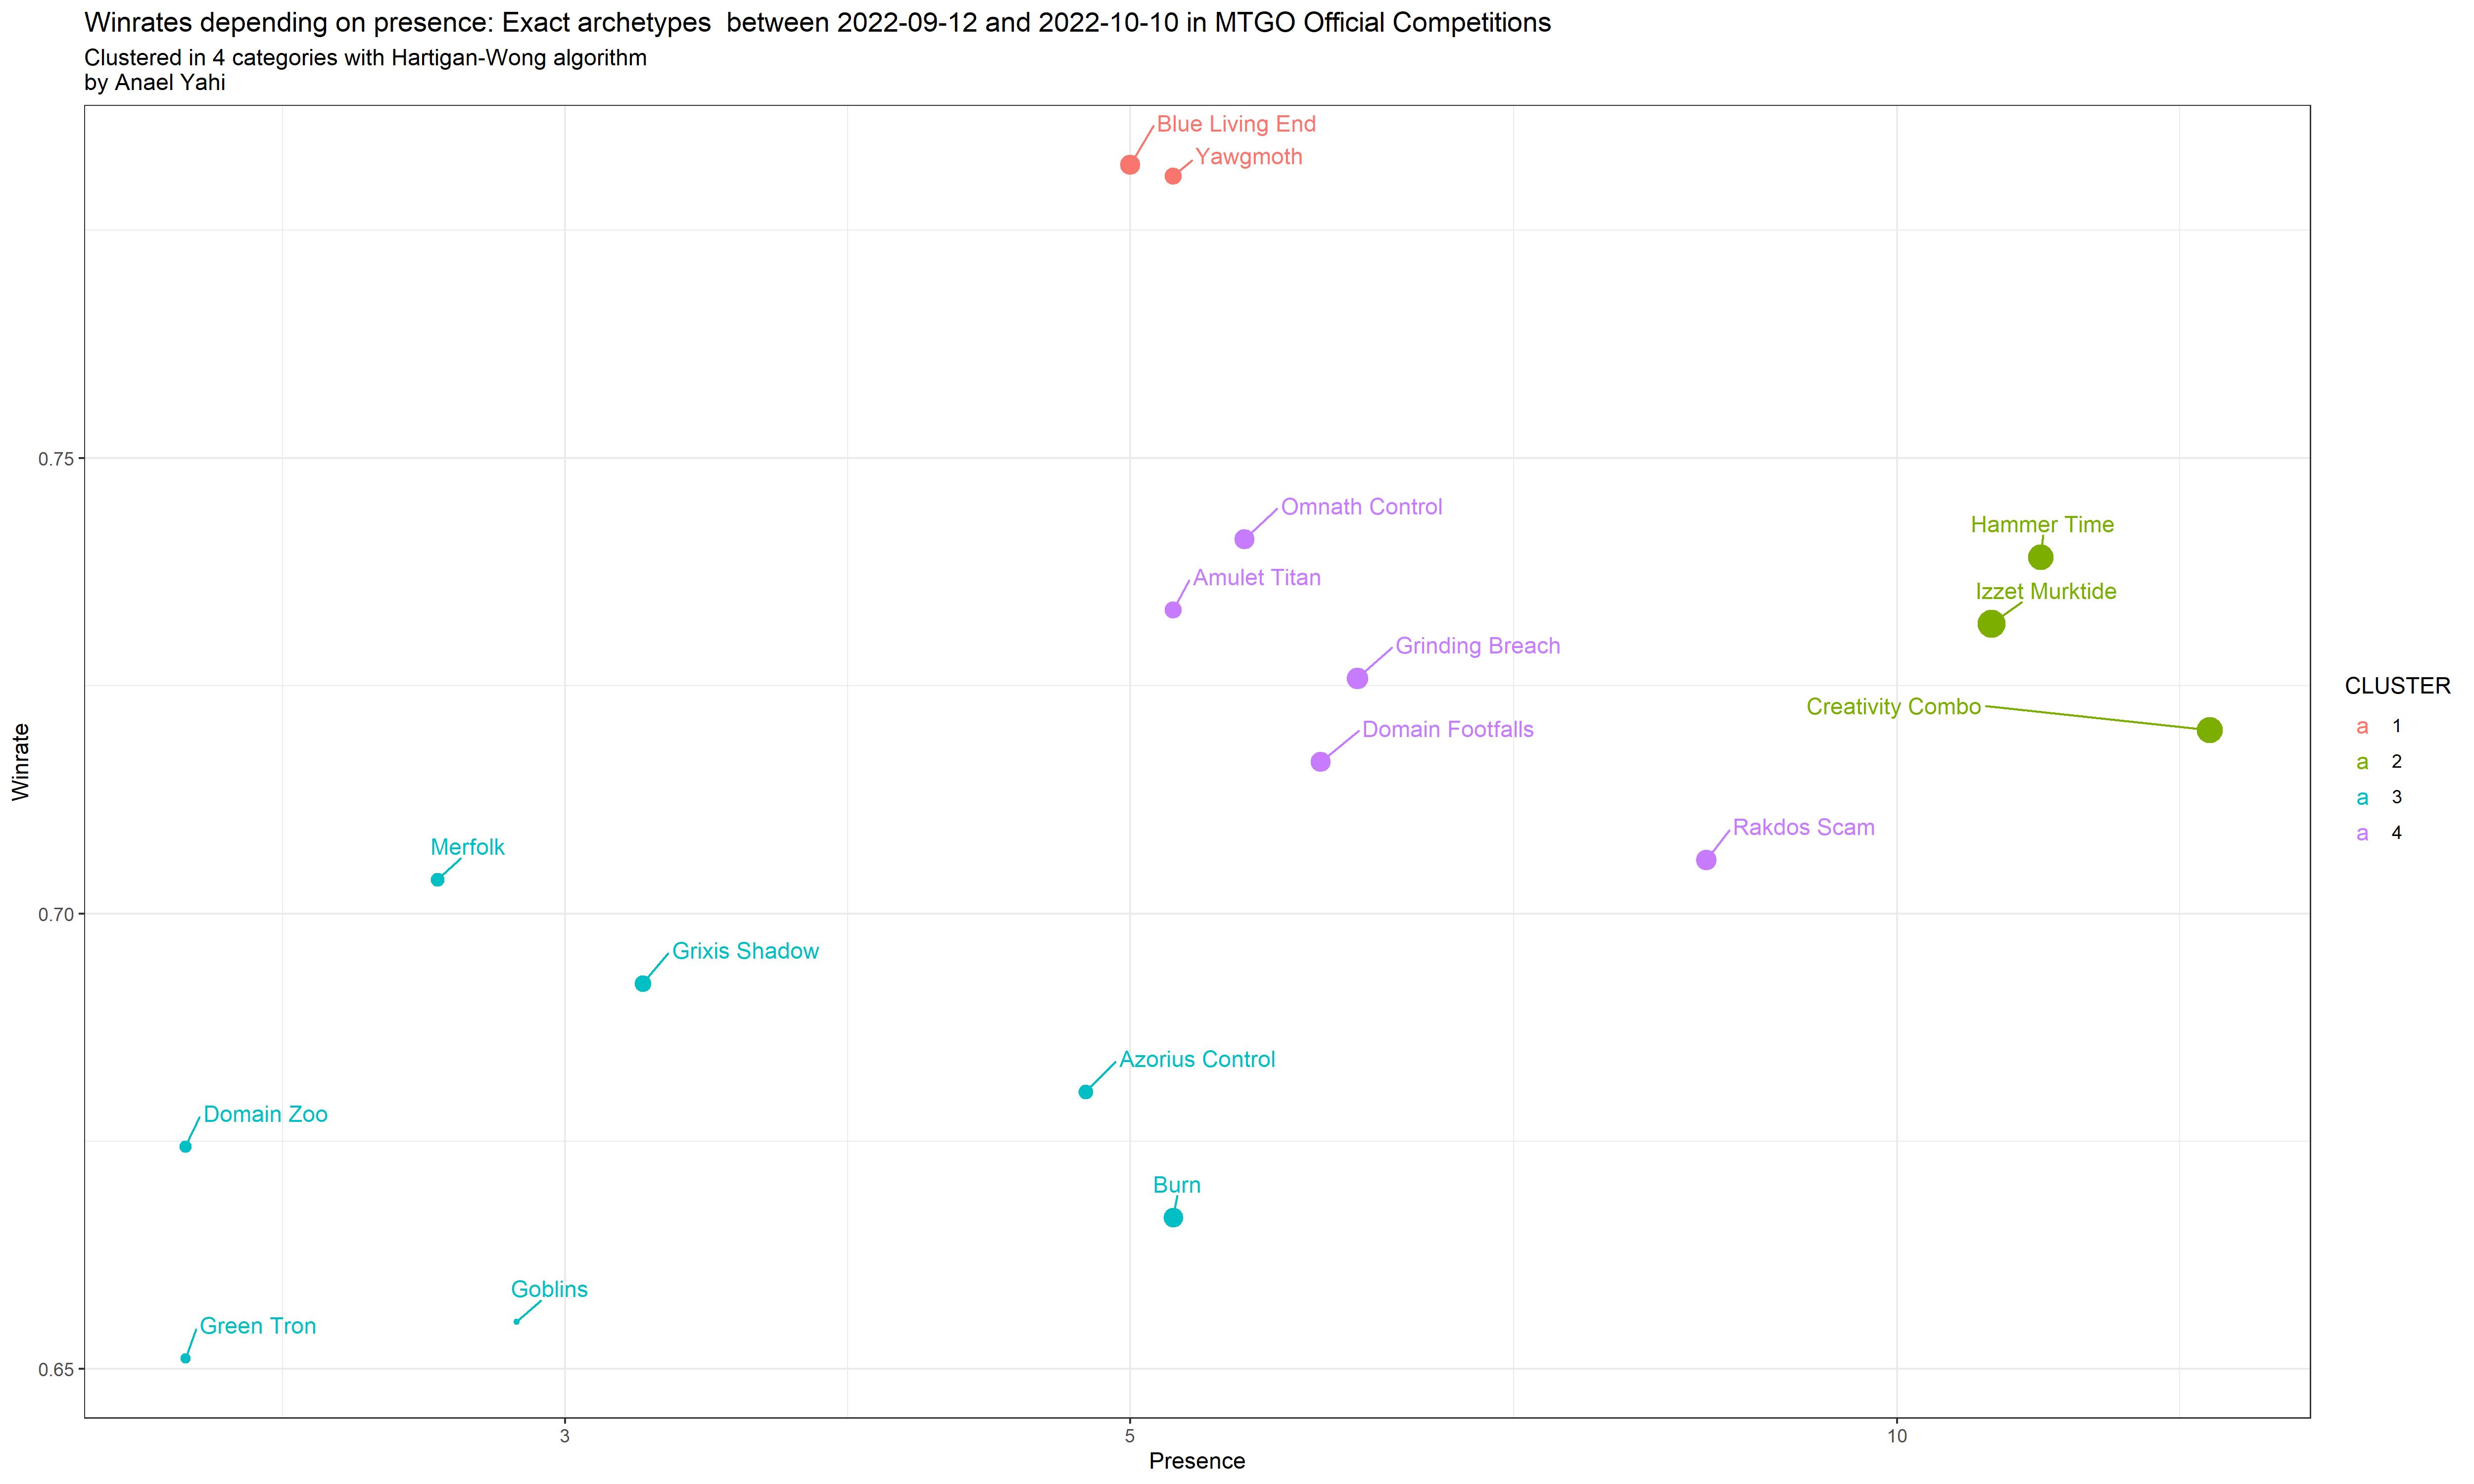 Winrates depending on presence: Exact archetypes  between 2022-09-12 and 2022-10-10 in MTGO Official Competitions
Clustered in 4 categories with Hartigan-Wong algorithm
by Anael Yahi
Blue Living End
Yawgmoth
0.75
Omnath Control
Hammer Time
Amulet Titan
Izzet Murktide
Grinding Breach
Creativity Combo
Domain Footfalls
Rakdos Scam
Merfolk
0.70
Grixis Shadow
Azorius Control
Domain Zoo
Burn
Goblins
Green Tron
0.65
Winrate
3
5
10
Presence
CLUSTER
a 1
a 2
a 3
a 4